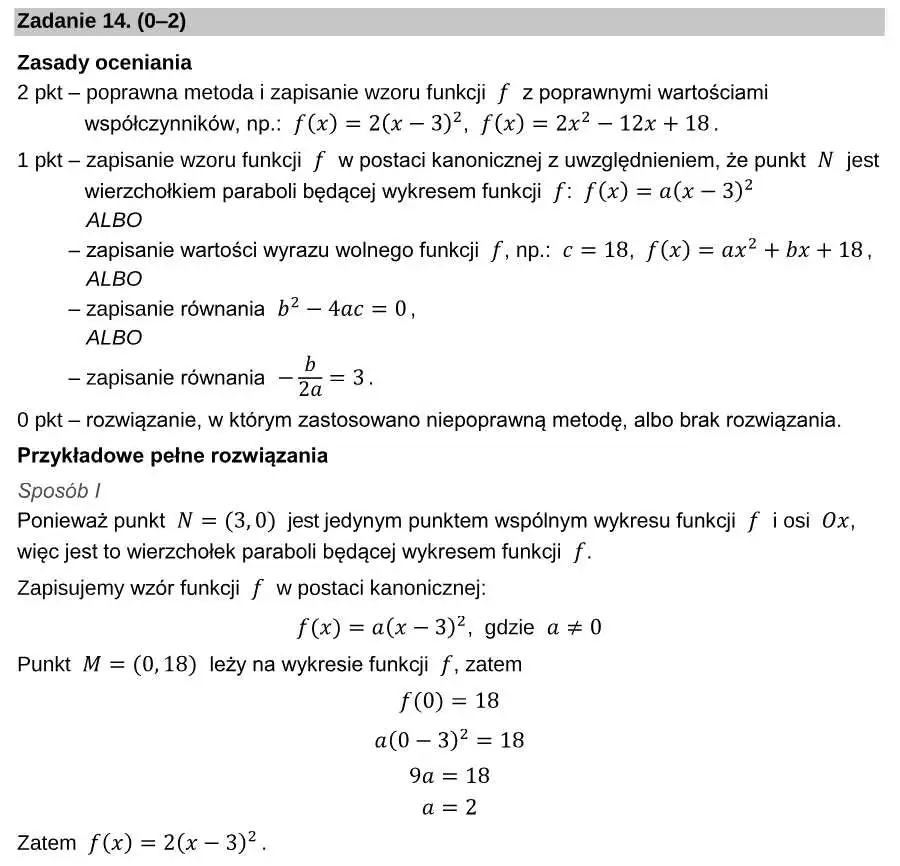 Zadanie 14. (0–2)
Zasady oceniania
2 pkt – poprawna metoda i zapisanie wzoru funkcji f z poprawnymi wartościami
współczynników, np.: f(x) = 2(x − 3)², f(x) = 2x² − 12x + 18.
1 pkt – zapisanie wzoru funkcji f w postaci kanonicznej z uwzględnieniem, że punkt N jest
wierzchołkiem paraboli będącej wykresem funkcji f: f(x) = a(x − 3)²
ALBO
– zapisanie wartości wyrazu wolnego funkcji f, np.: c = 18, f(x) = ax² + bx + 18,
ALBO
– zapisanie równania b² − 4ac = 0,
ALBO
– zapisanie równania −b/2a = 3.
0 pkt – rozwiązanie, w którym zastosowano niepoprawną metodę, albo brak rozwiązania.
Przykładowe pełne rozwiązania
Sposób I
Ponieważ punkt N = (3, 0) jest jedynym punktem wspólnym wykresu funkcji f i osi Ox,
więc jest to wierzchołek paraboli będącej wykresem funkcji f.
Zapisujemy wzór funkcji f w postaci kanonicznej:
f(x) = a(x − 3)², gdzie a ≠ 0
Punkt M = (0, 18) leży na wykresie funkcji f, zatem
f(0) = 18
a(0 − 3)² = 18
9a = 18
a = 2
Zatem f(x) = 2(x − 3)².